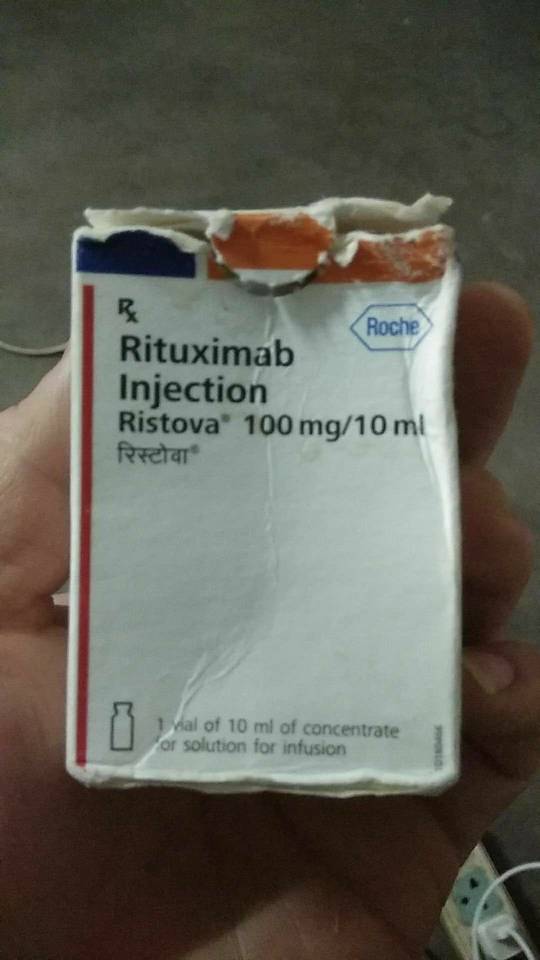 Rx
Roche
Rituximab
Injection
Ristova® 100 mg/10 ml
रिस्टोवा®
1 vial of 10 ml of concentrate
for solution for infusion